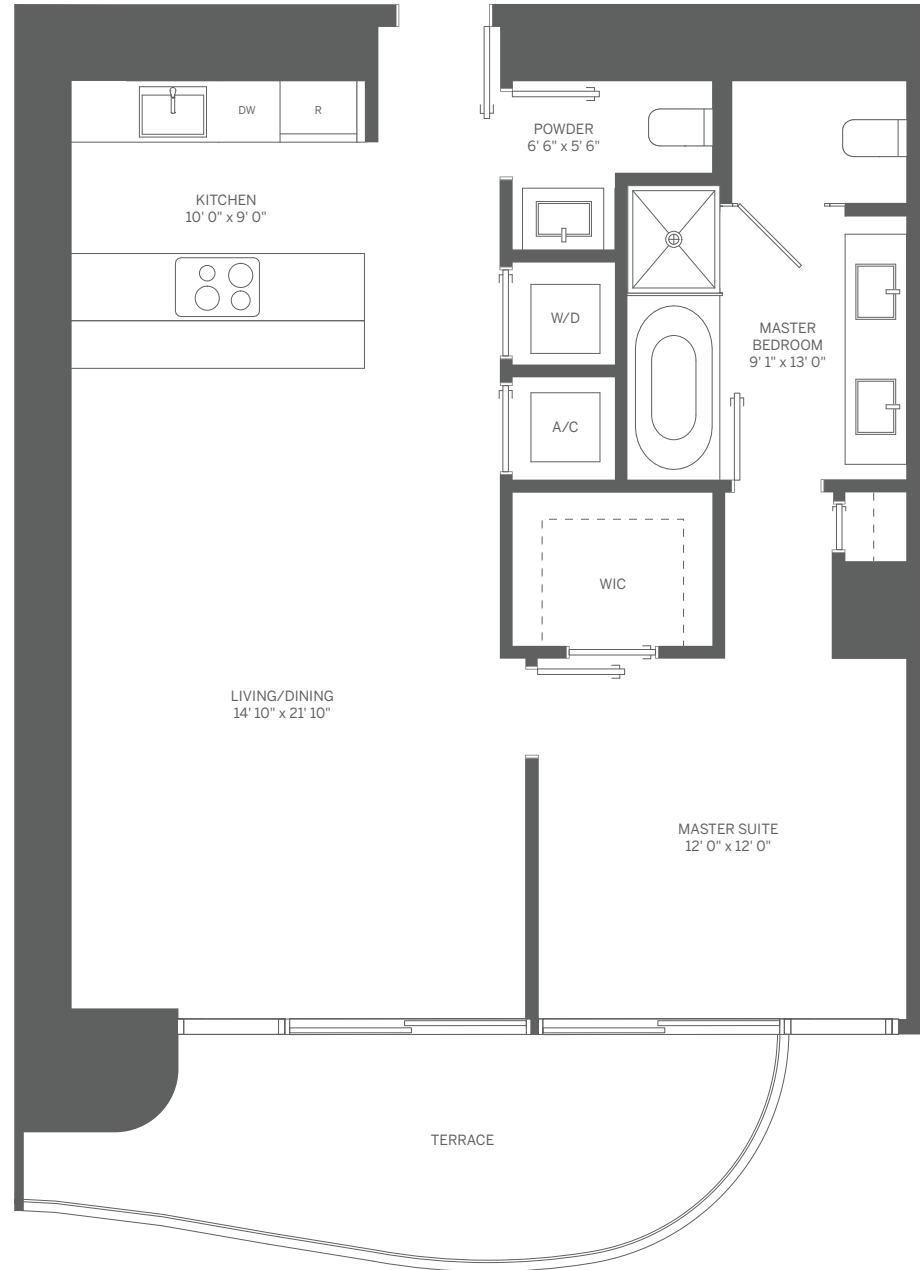 DW
R
POWDER
6' 6" x 5' 6"
KITCHEN
10' 0" x 9' 0"
W/D
MASTER
BEDROOM
9' 1" x 13' 0"
A/C
WIC
LIVING/DINING
14' 10" x 21' 10"
MASTER SUITE
12' 0" x 12' 0"
TERRACE